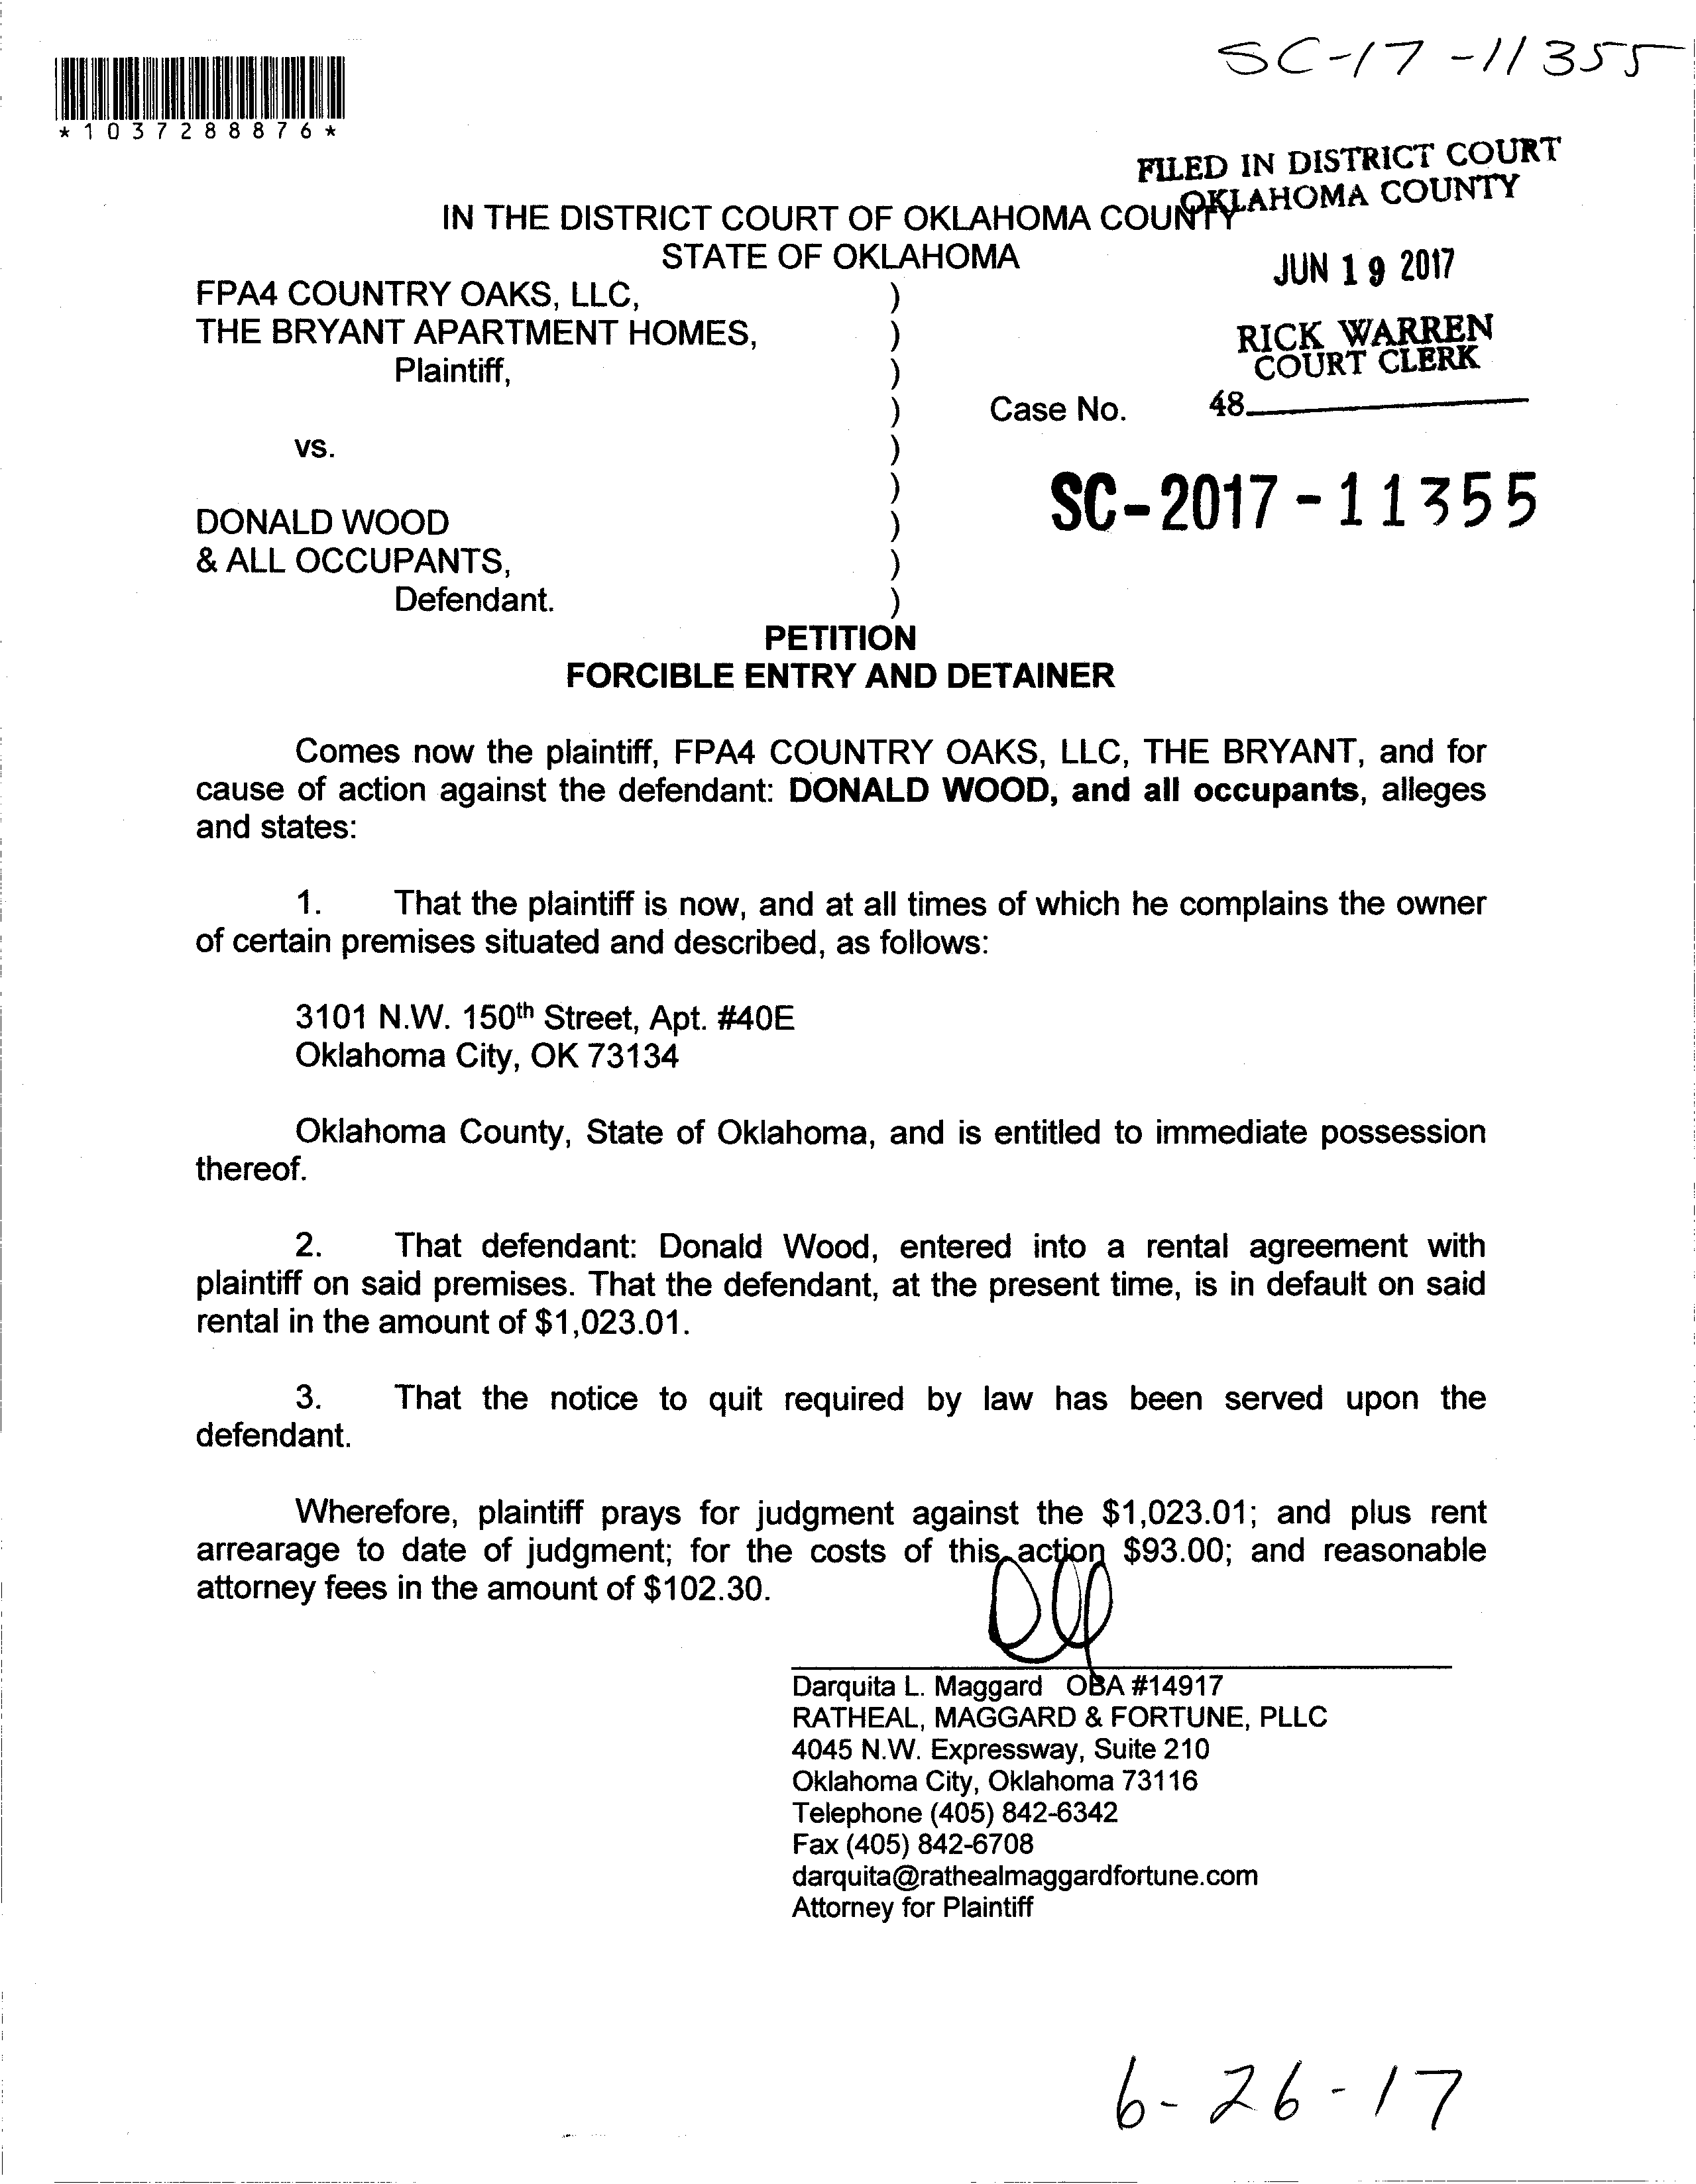 SC-17-11355
*1037288876*
FILED IN DISTRICT COURT
OKLAHOMA COUNTY
IN THE DISTRICT COURT OF OKLAHOMA COUNTY
STATE OF OKLAHOMA
JUN 19 2017
FPA4 COUNTRY OAKS, LLC, )
THE BRYANT APARTMENT HOMES, )
RICK WARREN
COURT CLERK
Plaintiff, )
) Case No. 48
vs. )
)
SC-2017-11355
DONALD WOOD )
& ALL OCCUPANTS, )
Defendant. )
PETITION
FORCIBLE ENTRY AND DETAINER
Comes now the plaintiff, FPA4 COUNTRY OAKS, LLC, THE BRYANT, and for
cause of action against the defendant: DONALD WOOD, and all occupants, alleges
and states:
1. That the plaintiff is now, and at all times of which he complains the owner
of certain premises situated and described, as follows:
3101 N.W. 150th Street, Apt. #40E
Oklahoma City, OK 73134
Oklahoma County, State of Oklahoma, and is entitled to immediate possession
thereof.
2. That defendant: Donald Wood, entered into a rental agreement with
plaintiff on said premises. That the defendant, at the present time, is in default on said
rental in the amount of $1,023.01.
3. That the notice to quit required by law has been served upon the
defendant.
Wherefore, plaintiff prays for judgment against the $1,023.01; and plus rent
arrearage to date of judgment; for the costs of this action $93.00; and reasonable
attorney fees in the amount of $102.30.
Darquita L. Maggard OBA #14917
RATHEAL, MAGGARD & FORTUNE, PLLC
4045 N.W. Expressway, Suite 210
Oklahoma City, Oklahoma 73116
Telephone (405) 842-6342
Fax (405) 842-6708
darquita@rathealmaggardfortune.com
Attorney for Plaintiff
6-26-17